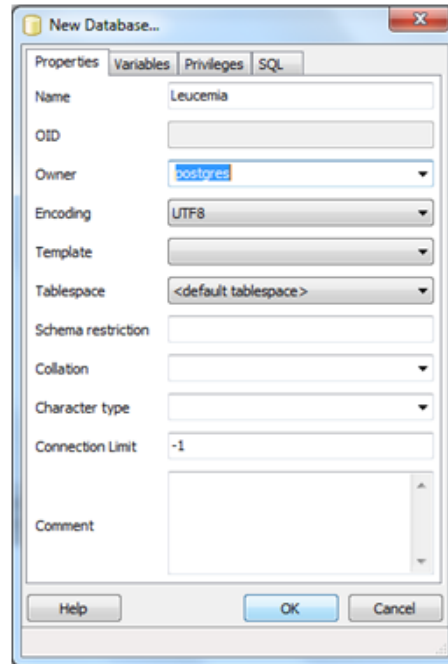 New Database...
Properties Variables Privileges SQL
Name Leucemia
OID
Owner postgres
Encoding UTF8
Template
Tablespace <default tablespace>
Schema restriction
Collation
Character type
Connection Limit -1
Comment
Help OK Cancel